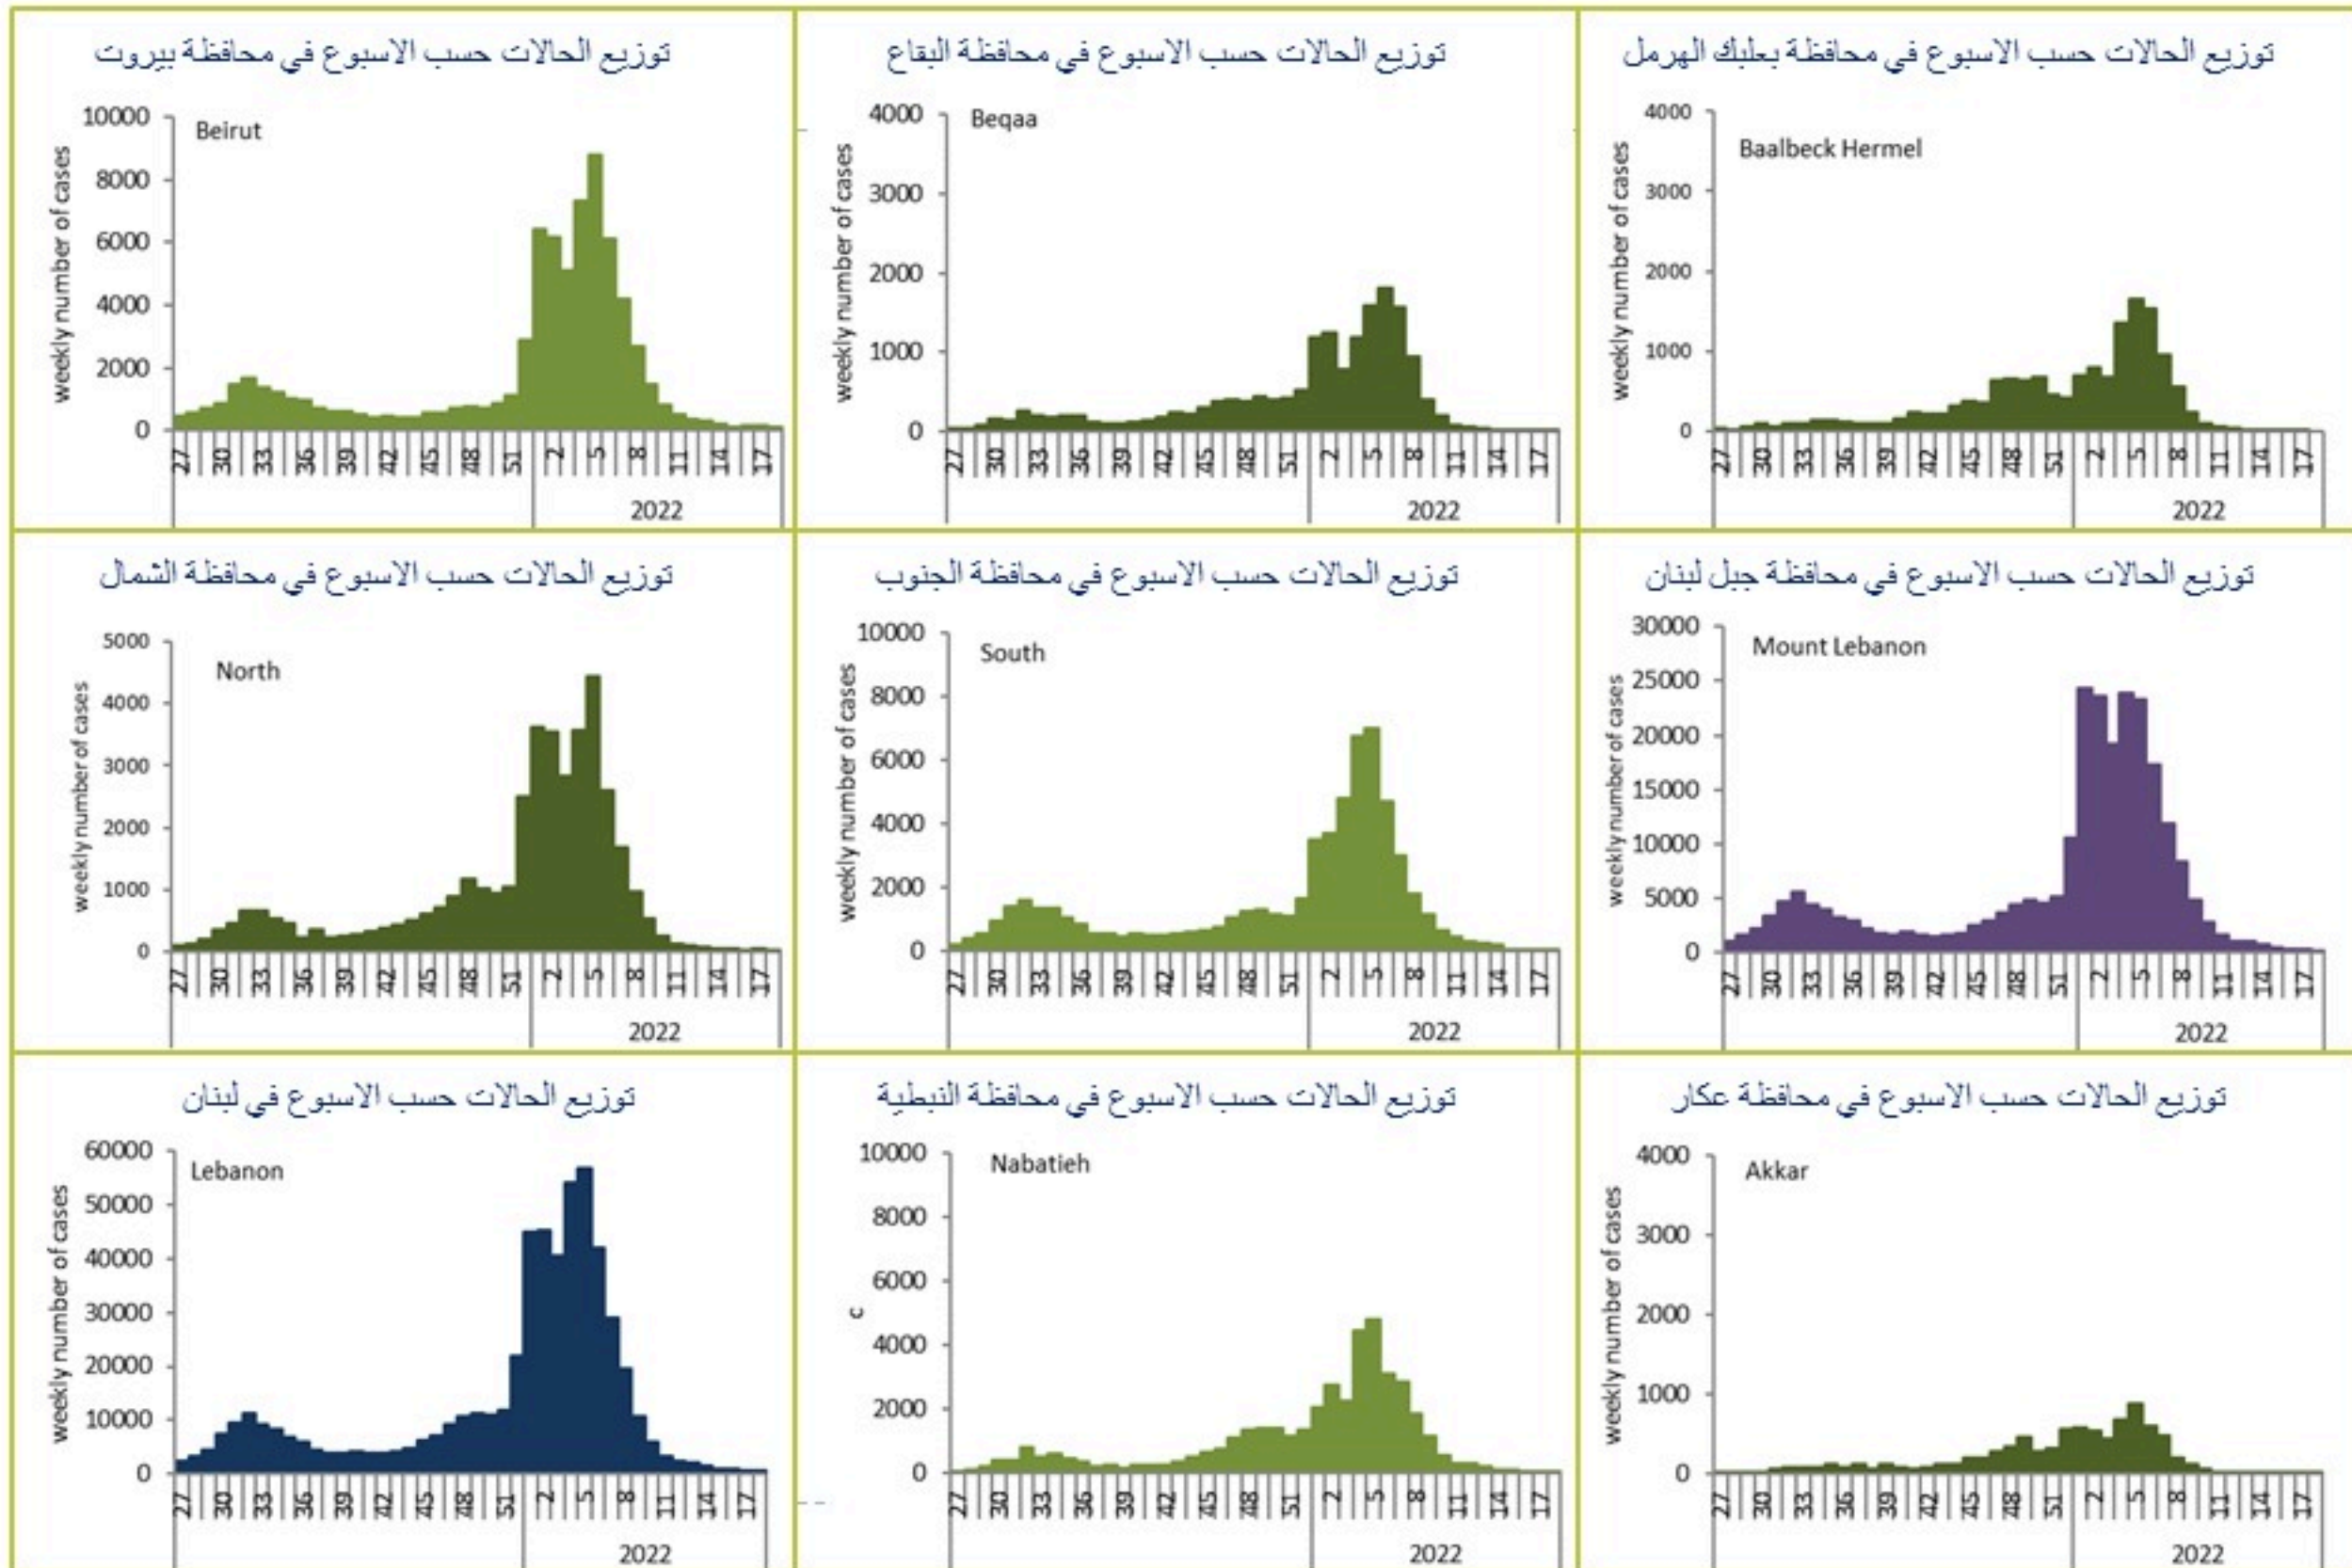 توزيع الحالات حسب الاسبوع في محافظة بيروت
Beirut
weekly number of cases
10000
8000
6000
4000
2000
0
27 30 33 36 39 42 45 48 51 2 5 8 11 14 17
2022
توزيع الحالات حسب الاسبوع في محافظة البقاع
Beqaa
weekly number of cases
4000
3000
2000
1000
0
27 30 33 36 39 42 45 48 51 2 5 8 11 14 17
2022
توزيع الحالات حسب الاسبوع في محافظة بعلبك الهرمل
Baalbeck Hermel
weekly number of cases
4000
3000
2000
1000
0
27 30 33 36 39 42 45 48 51 2 5 8 11 14 17
2022
توزيع الحالات حسب الاسبوع في محافظة الشمال
North
weekly number of cases
5000
4000
3000
2000
1000
0
27 30 33 36 39 42 45 48 51 2 5 8 11 14 17
2022
توزيع الحالات حسب الاسبوع في محافظة الجنوب
South
weekly number of cases
10000
8000
6000
4000
2000
0
27 30 33 36 39 42 45 48 51 2 5 8 11 14 17
2022
توزيع الحالات حسب الاسبوع في محافظة جبل لبنان
Mount Lebanon
weekly number of cases
30000
25000
20000
15000
10000
5000
0
27 30 33 36 39 42 45 48 51 2 5 8 11 14 17
2022
توزيع الحالات حسب الاسبوع في لبنان
Lebanon
weekly number of cases
60000
50000
40000
30000
20000
10000
0
27 30 33 36 39 42 45 48 51 2 5 8 11 14 17
2022
توزيع الحالات حسب الاسبوع في محافظة النبطية
Nabatieh
c
10000
8000
6000
4000
2000
0
27 30 33 36 39 42 45 48 51 2 5 8 11 14 17
2022
توزيع الحالات حسب الاسبوع في محافظة عكار
Akkar
weekly number of cases
4000
3000
2000
1000
0
27 30 33 36 39 42 45 48 51 2 5 8 11 14 17
2022